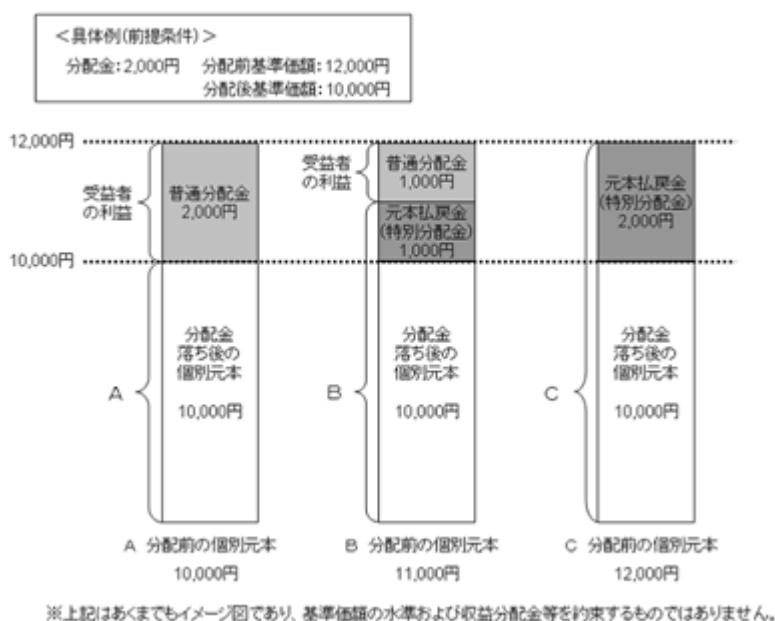 ＜具体例(前提条件)＞
分配金：2,000円　分配前基準価額：12,000円
分配後基準価額：10,000円
12,000円
受益者
の利益
普通分配金
2,000円
受益者
の利益
普通分配金
1,000円
元本払戻金
(特別分配金)
1,000円
元本払戻金
(特別分配金)
2,000円
10,000円
A
分配金
落ち後の
個別元本
10,000円
B
分配金
落ち後の
個別元本
10,000円
C
分配金
落ち後の
個別元本
10,000円
A 分配前の個別元本
10,000円
B 分配前の個別元本
11,000円
C 分配前の個別元本
12,000円
※上記はあくまでもイメージ図であり、基準価額の水準および収益分配金等を約束するものではありません。